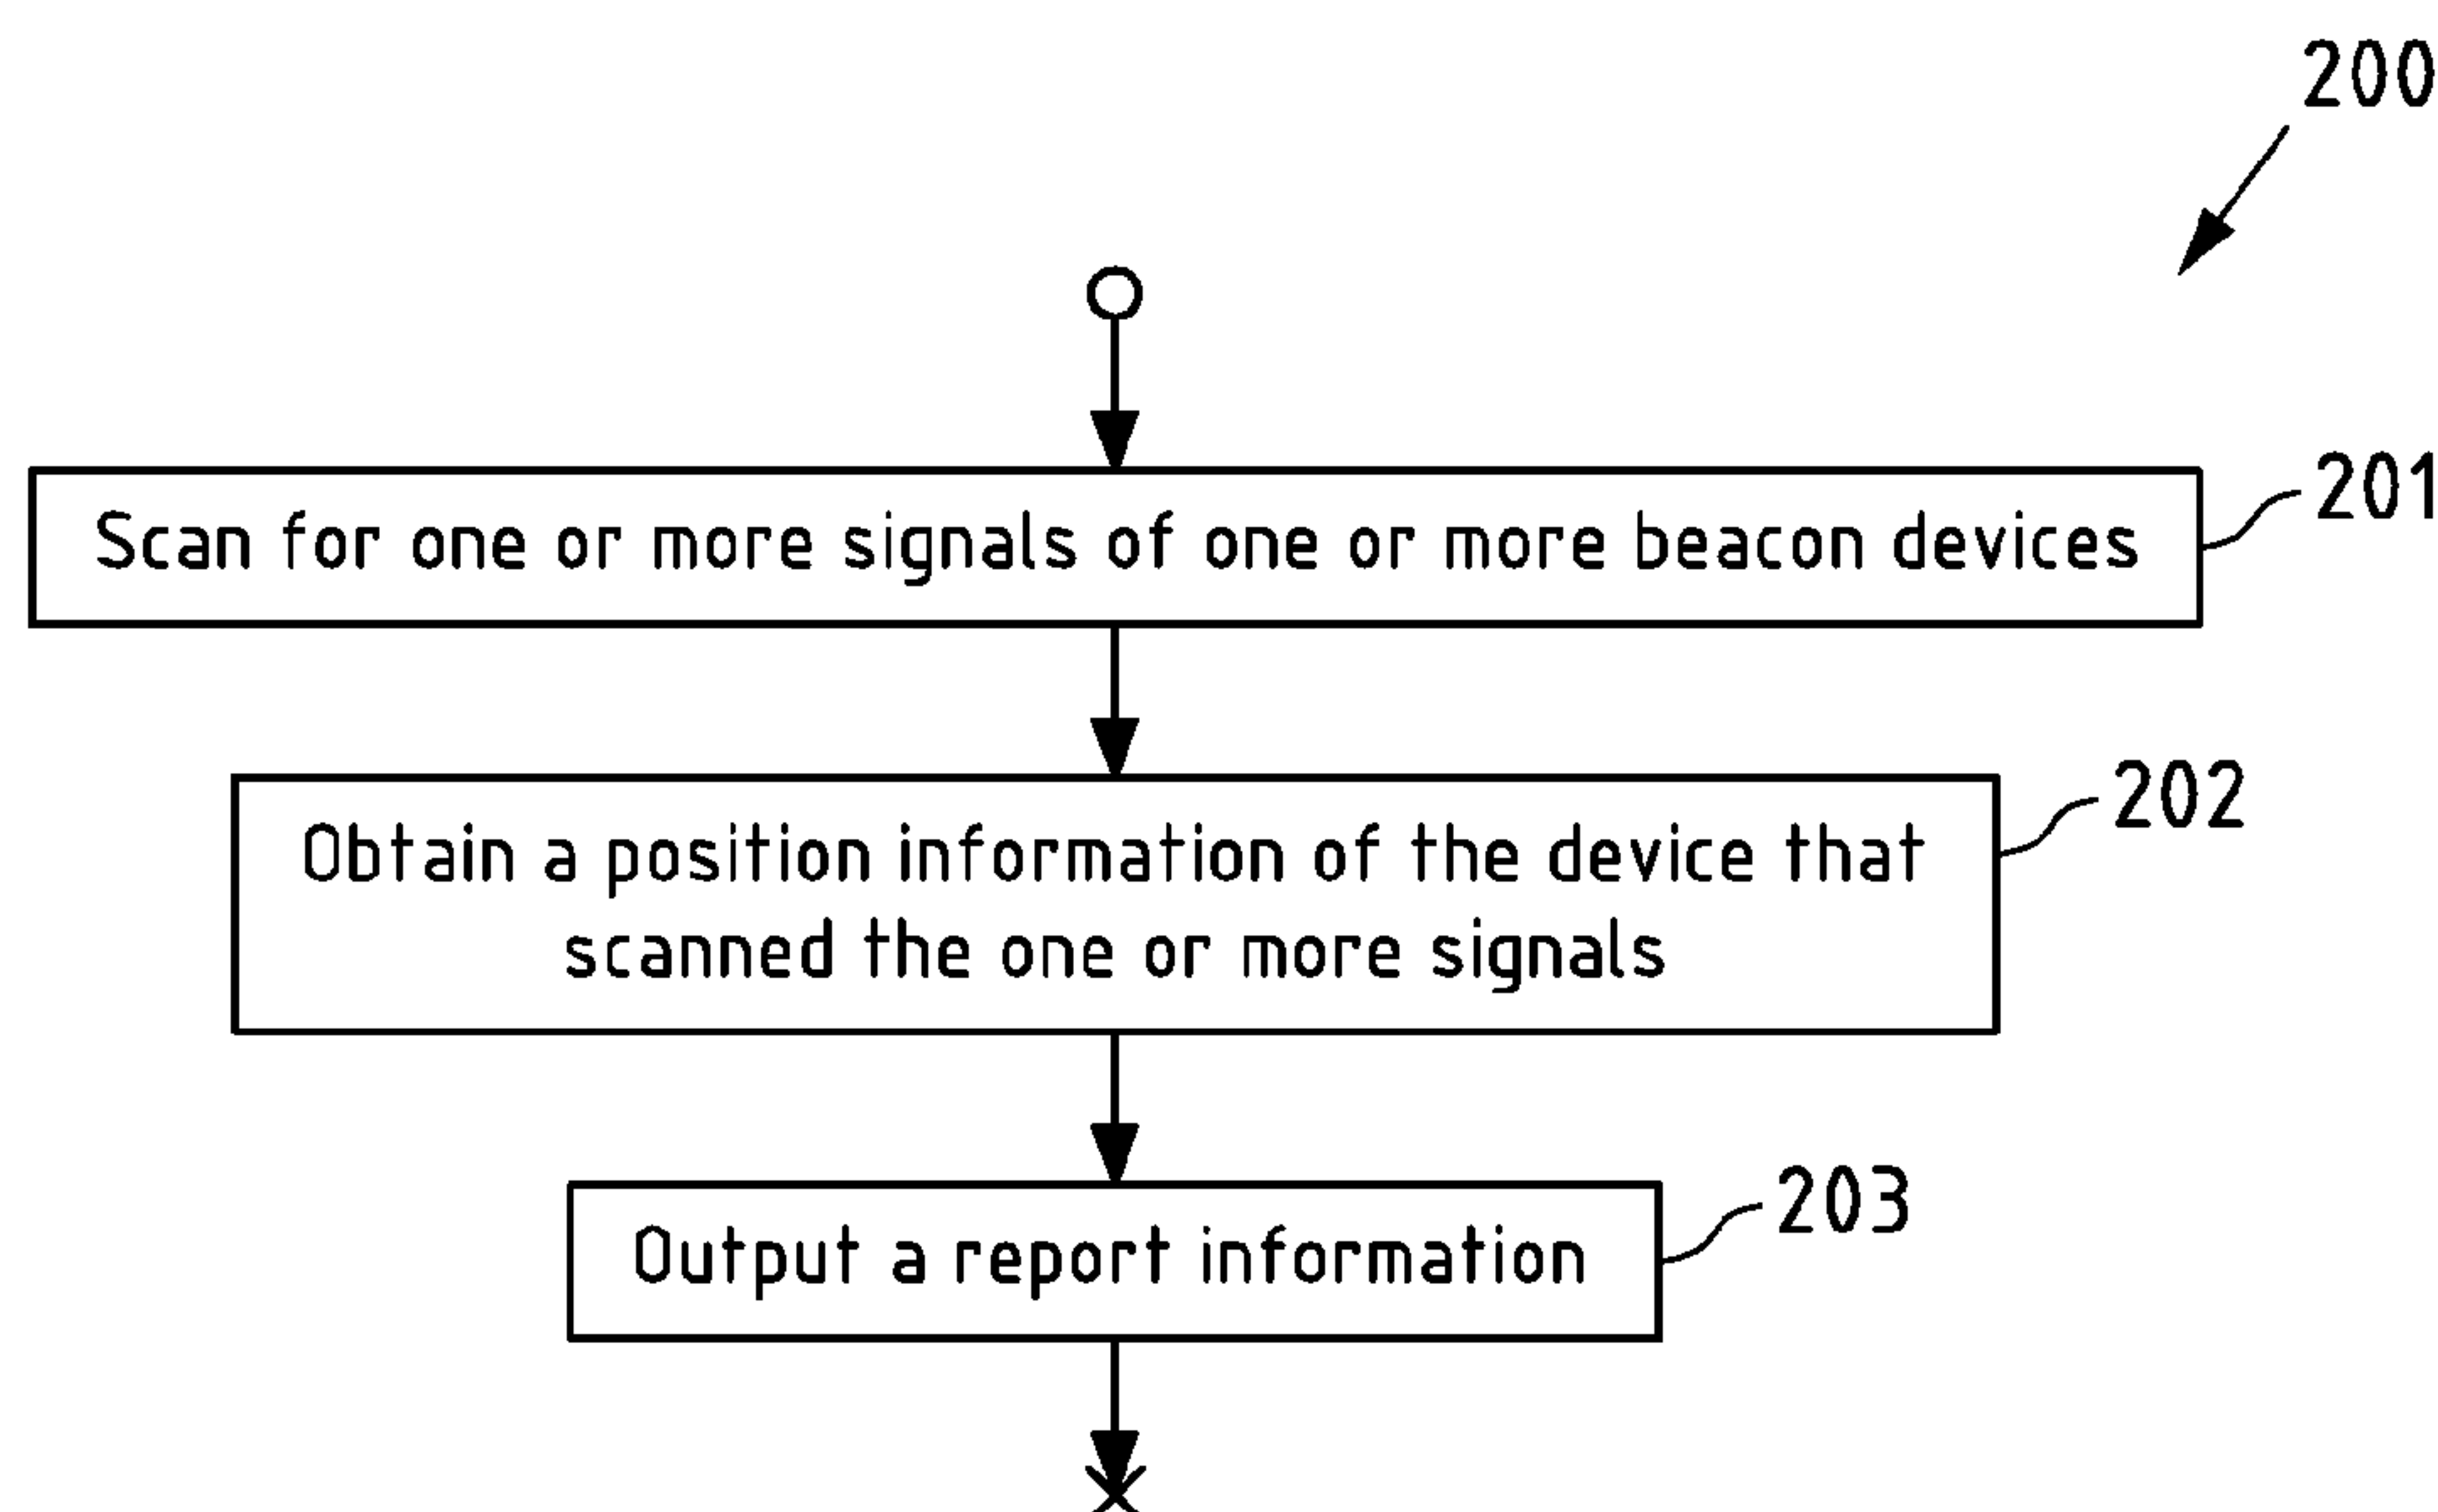 200
Scan for one or more signals of one or more beacon devices
201
Obtain a position information of the device that
scanned the one or more signals
202
Output a report information
203